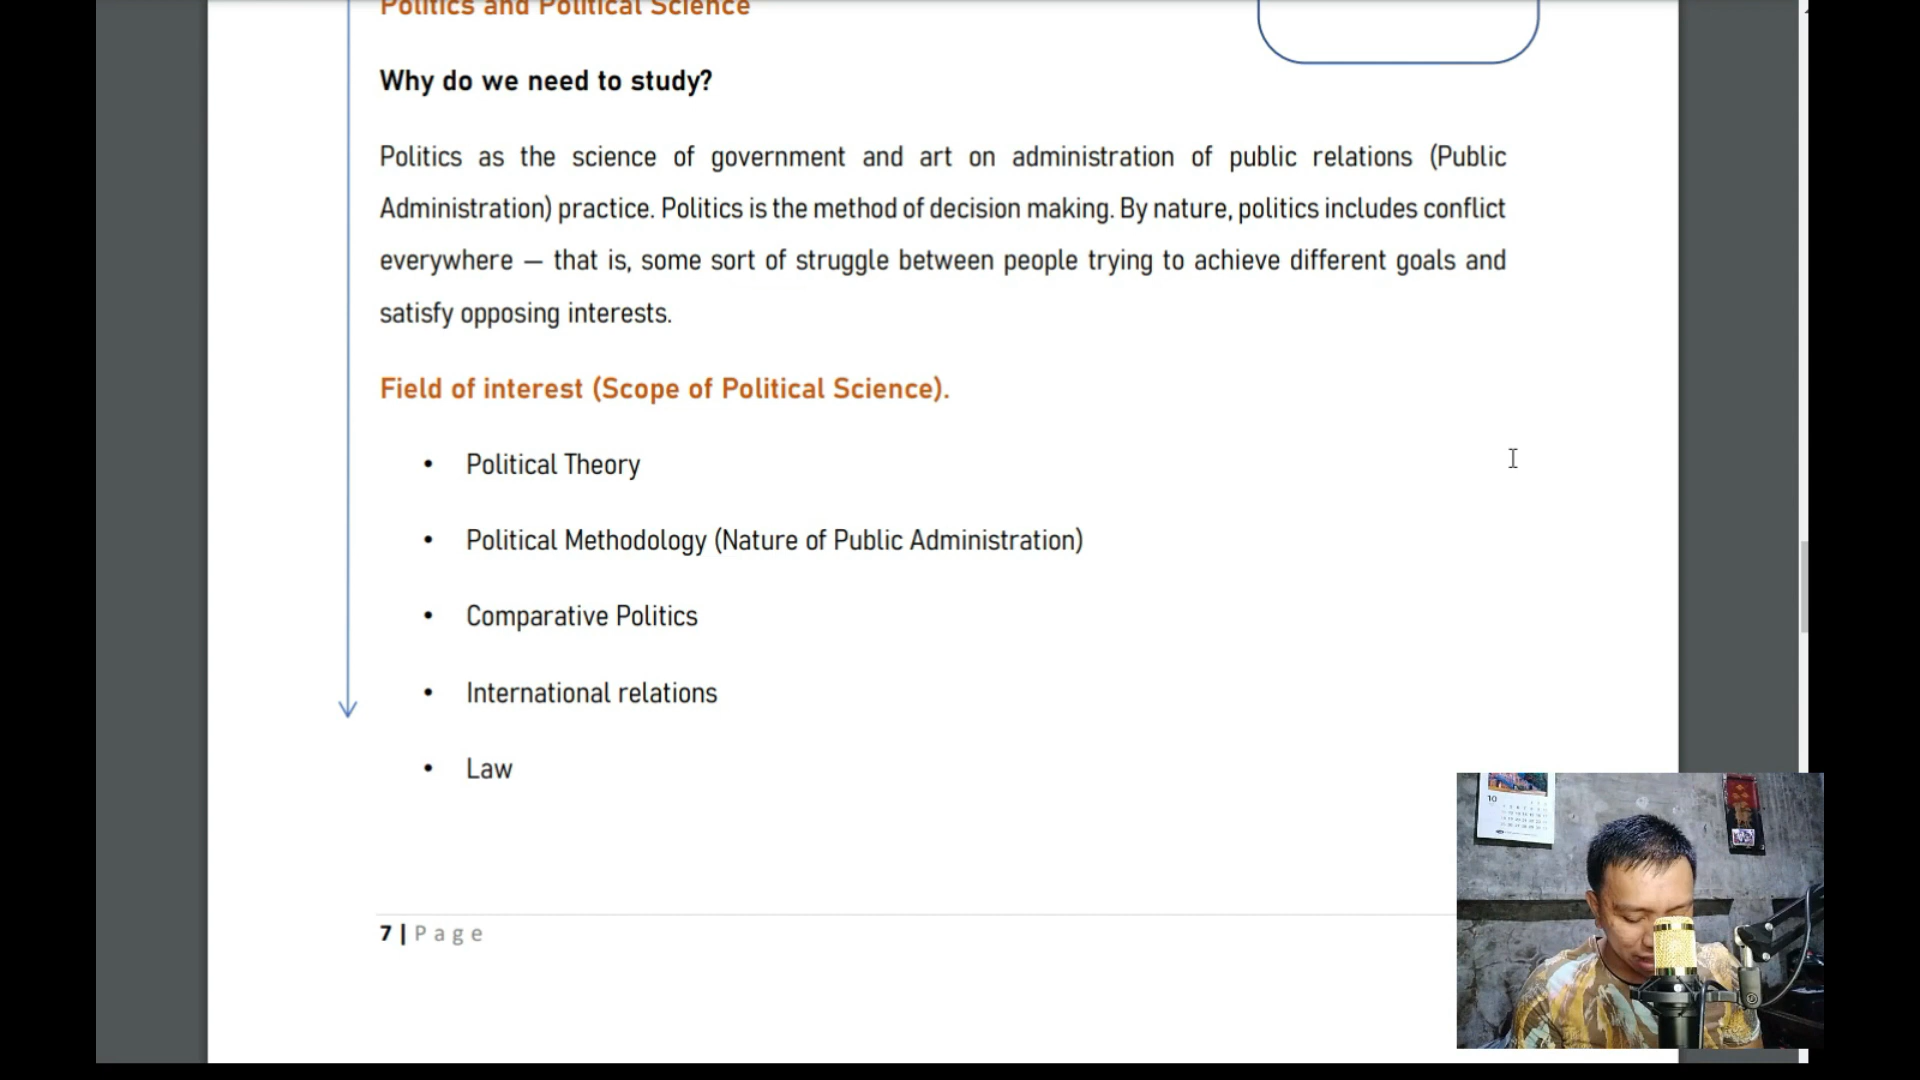 Politics and Political Science
Why do we need to study?
Politics as the science of government and art on administration of public relations (Public
Administration) practice. Politics is the method of decision making. By nature, politics includes conflict
everywhere — that is, some sort of struggle between people trying to achieve different goals and
satisfy opposing interests.
Field of interest (Scope of Political Science).
• Political Theory
• Political Methodology (Nature of Public Administration)
• Comparative Politics
• International relations
• Law
7 | Page
10